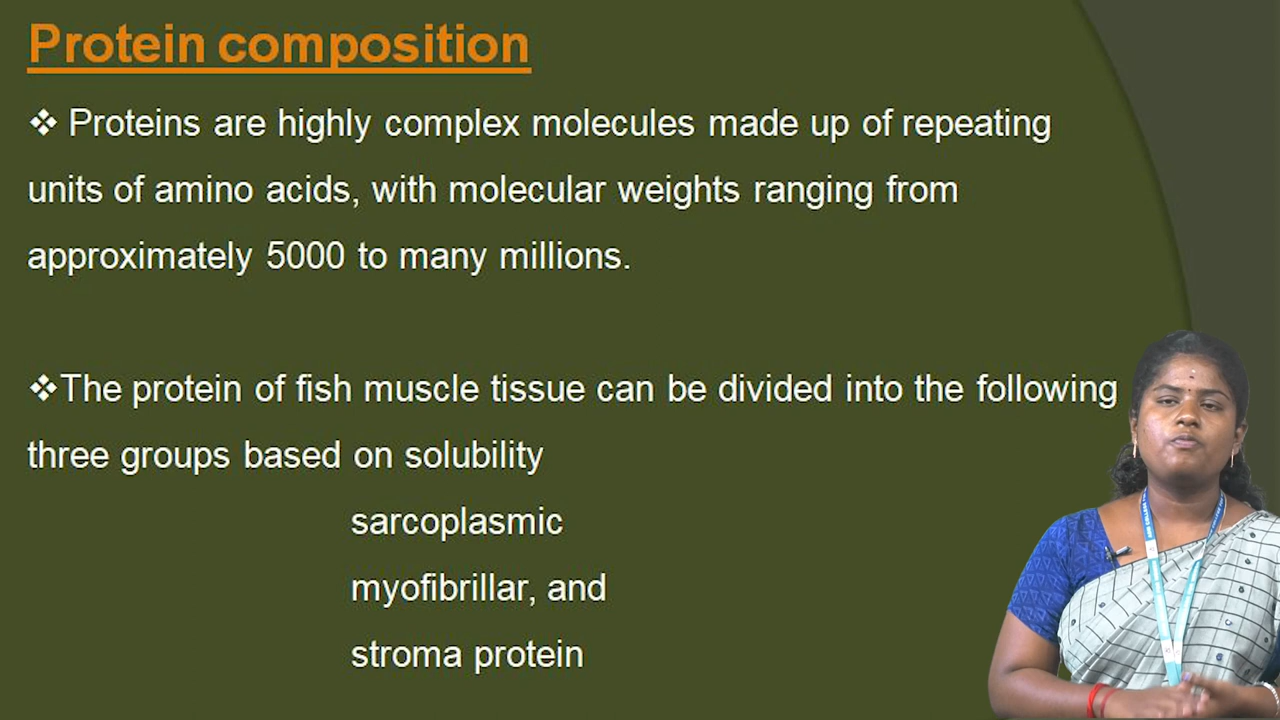 Protein composition
❖ Proteins are highly complex molecules made up of repeating
units of amino acids, with molecular weights ranging from
approximately 5000 to many millions.
❖The protein of fish muscle tissue can be divided into the following
three groups based on solubility
sarcoplasmic
myofibrillar, and
stroma protein